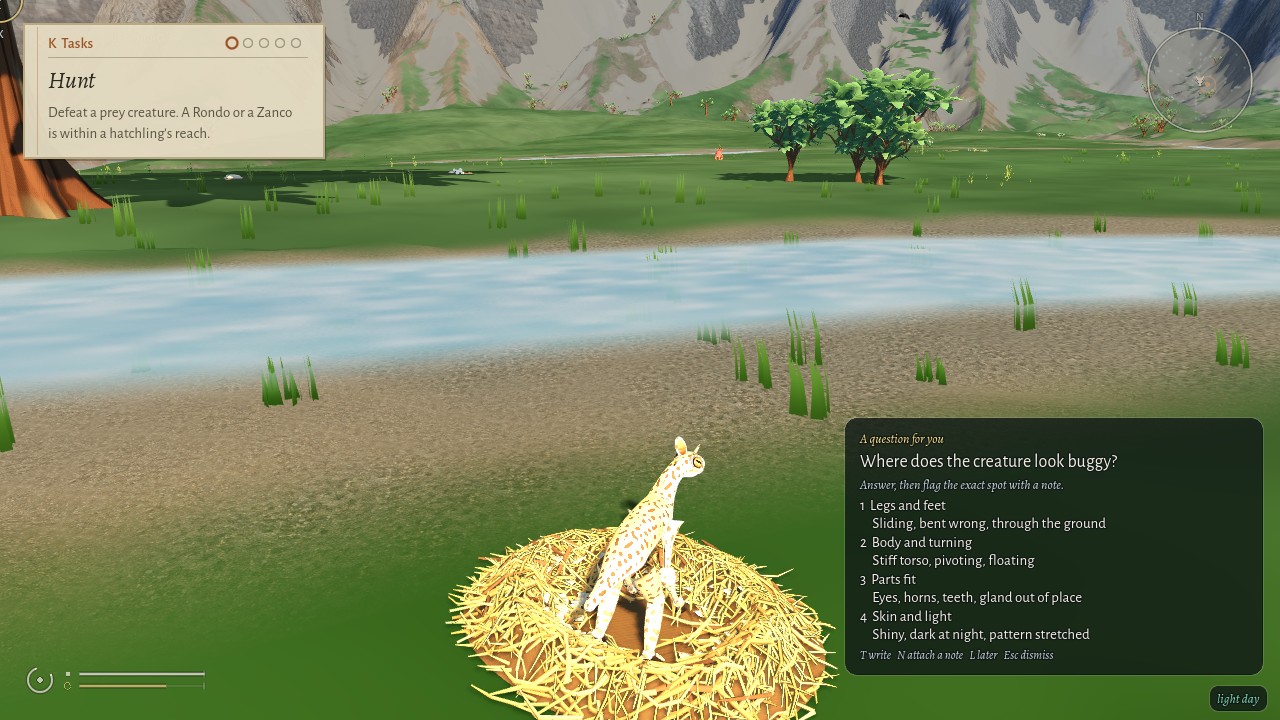 K Tasks
Hunt
Defeat a prey creature. A Rondo or a Zanco
is within a hatchling's reach.
N
A question for you
Where does the creature look buggy?
Answer, then flag the exact spot with a note.
1 Legs and feet
Sliding, bent wrong, through the ground
2 Body and turning
Stiff torso, pivoting, floating
3 Parts fit
Eyes, horns, teeth, gland out of place
4 Skin and light
Shiny, dark at night, pattern stretched
T write N attach a note L later Esc dismiss
light day